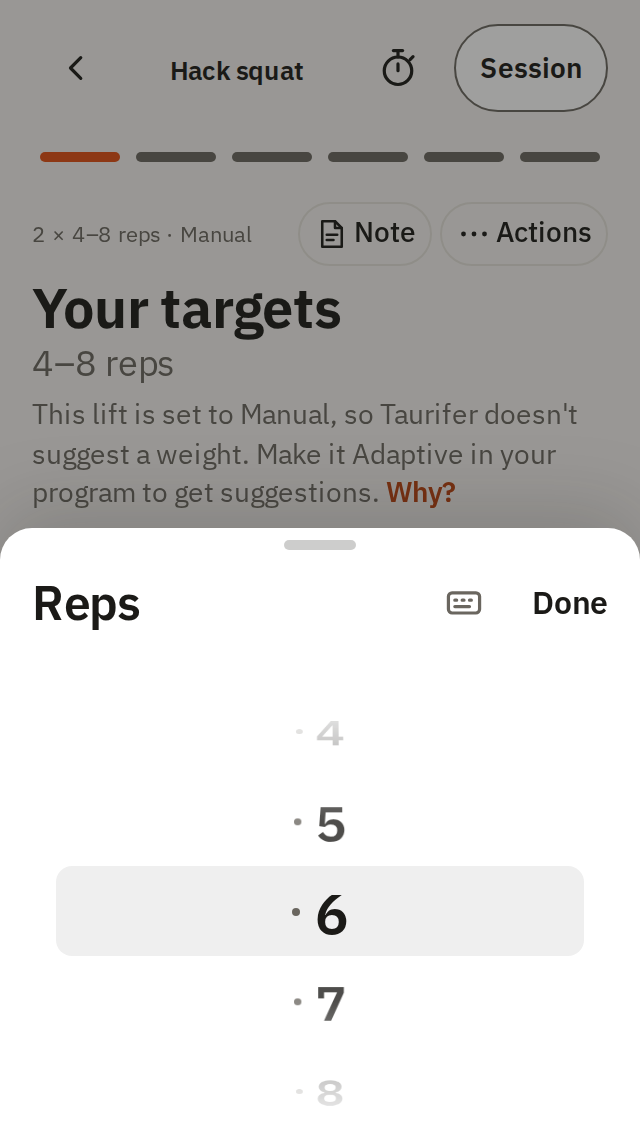 Hack squat
Session
2 × 4–8 reps · Manual
Note
Actions
Your targets
4–8 reps
This lift is set to Manual, so Taurifer doesn't
suggest a weight. Make it Adaptive in your
program to get suggestions. Why?
Reps
Done
· 4
· 5
· 6
· 7
· 8